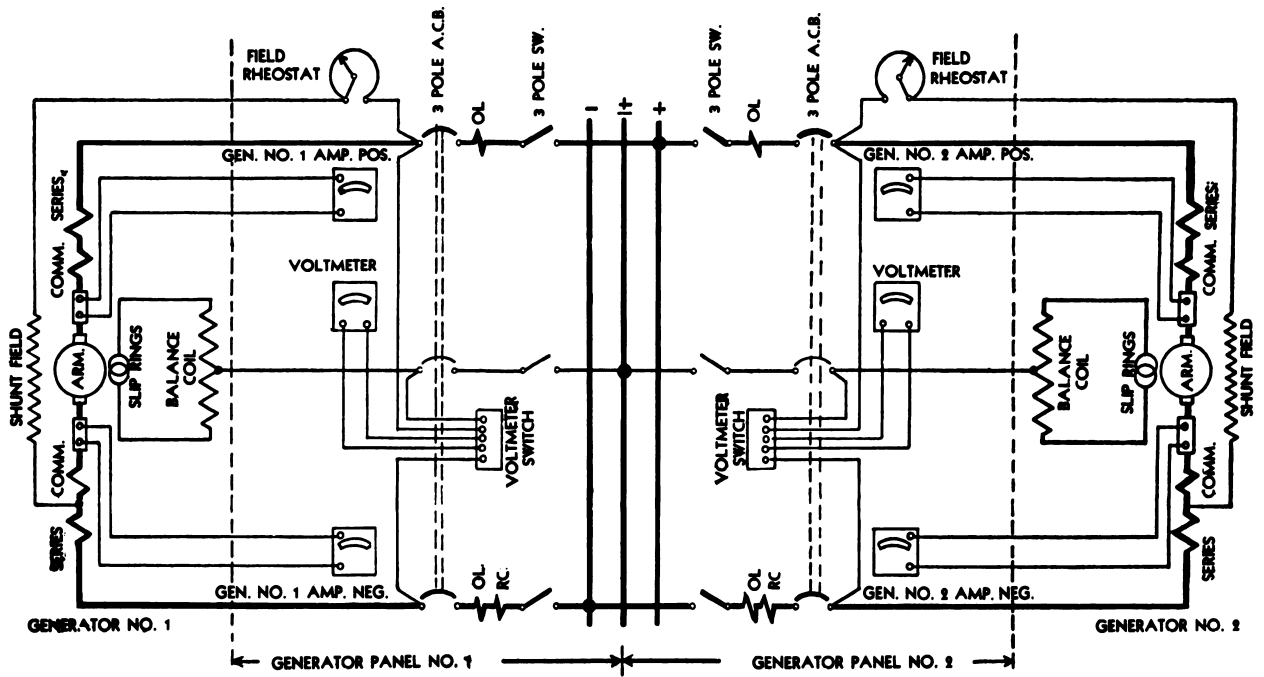 FIELD
RHEOSTAT
3 POLE A.C.B.
OL
3 POLE SW.
-
|+
+
3 POLE SW.
OL
3 POLE A.C.B.
FIELD
RHEOSTAT
GEN. NO. 1 AMP. POS.
GEN. NO. 2 AMP. POS.
SERIES
COMM.
COMM.
SERIES
VOLTMETER
VOLTMETER
SHUNT FIELD
ARM.
SLIP RINGS
BALANCE
COIL
BALANCE
COIL
SLIP RINGS
ARM.
SHUNT FIELD
VOLTMETER
SWITCH
VOLTMETER
SWITCH
COMM.
SERIES
COMM.
SERIES
OL
RC
OL
RC
GEN. NO. 1 AMP. NEG.
GEN. NO. 2 AMP. NEG.
GENERATOR NO. 1
GENERATOR NO. 2
GENERATOR PANEL NO. 1
GENERATOR PANEL NO. 2